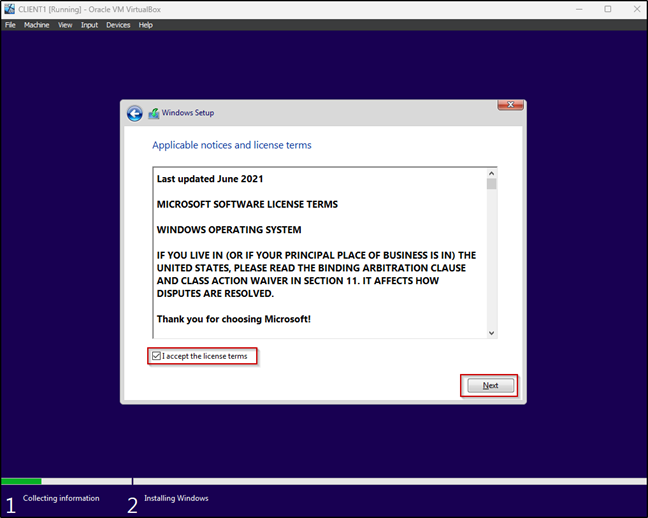 CLIENT1 [Running] - Oracle VM VirtualBox
File Machine View Input Devices Help
Windows Setup
Applicable notices and license terms
Last updated June 2021
MICROSOFT SOFTWARE LICENSE TERMS
WINDOWS OPERATING SYSTEM
IF YOU LIVE IN (OR IF YOUR PRINCIPAL PLACE OF BUSINESS IS IN) THE
UNITED STATES, PLEASE READ THE BINDING ARBITRATION CLAUSE
AND CLASS ACTION WAIVER IN SECTION 11. IT AFFECTS HOW
DISPUTES ARE RESOLVED.
Thank you for choosing Microsoft!
I accept the license terms
Next
1 Collecting information 2 Installing Windows